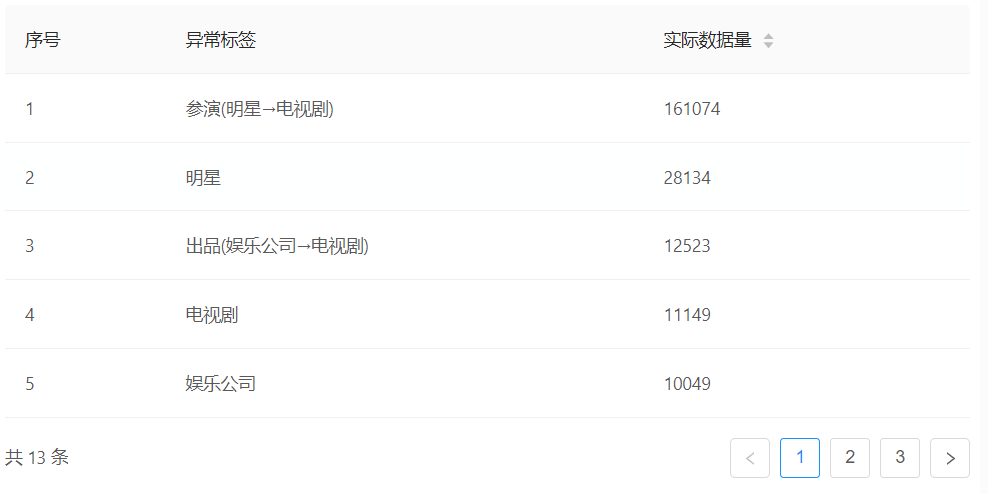 序号 异常标签 实际数据量
1 参演(明星→电视剧) 161074
2 明星 28134
3 出品(娱乐公司→电视剧) 12523
4 电视剧 11149
5 娱乐公司 10049
共 13 条 < 1 2 3 >